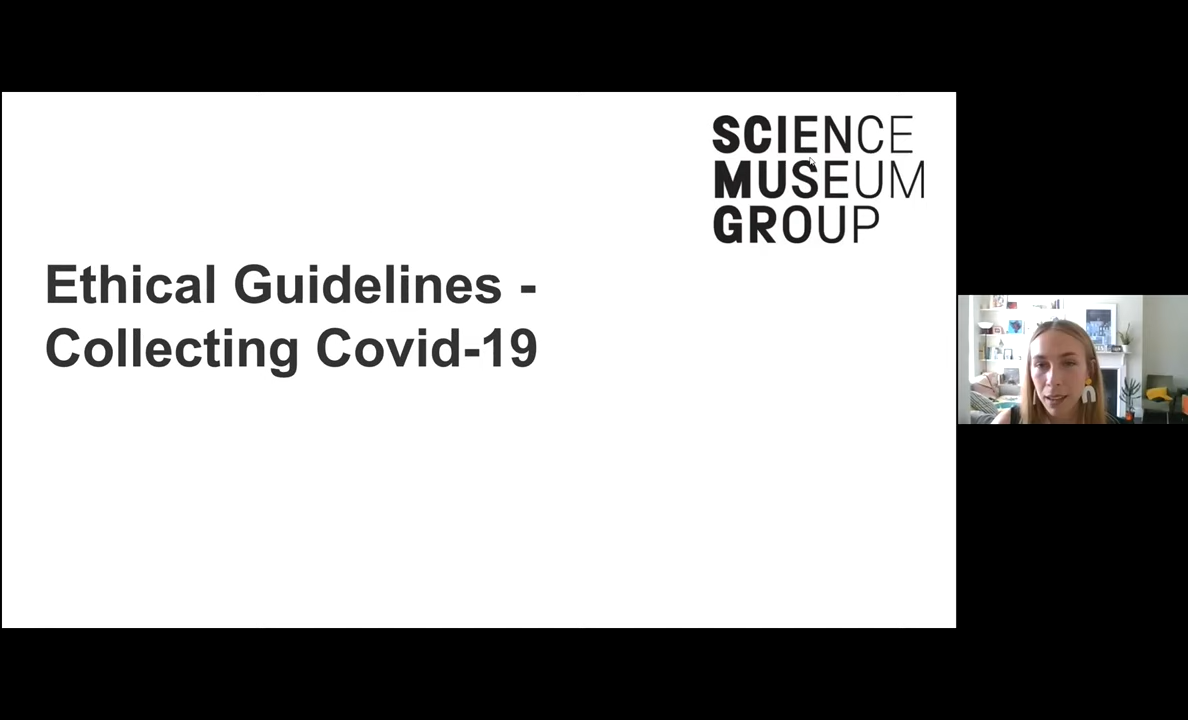 SCIENCE
MUSEUM
GROUP
Ethical Guidelines -
Collecting Covid-19